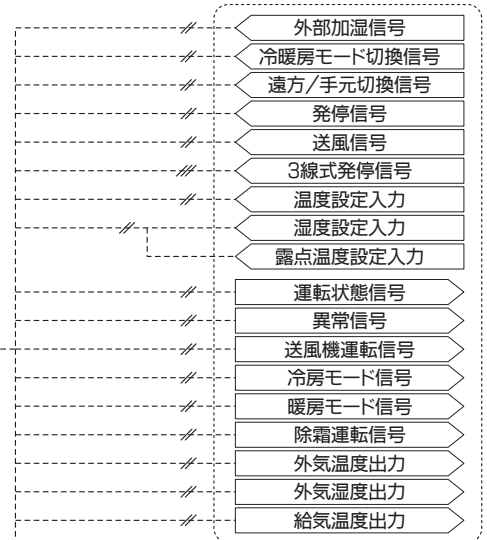 外部加湿信号
冷暖房モード切換信号
遠方/手元切換信号
発停信号
送風信号
3線式発停信号
温度設定入力
湿度設定入力
露点温度設定入力
運転状態信号
異常信号
送風機運転信号
冷房モード信号
暖房モード信号
除霜運転信号
外気温度出力
外気湿度出力
給気温度出力